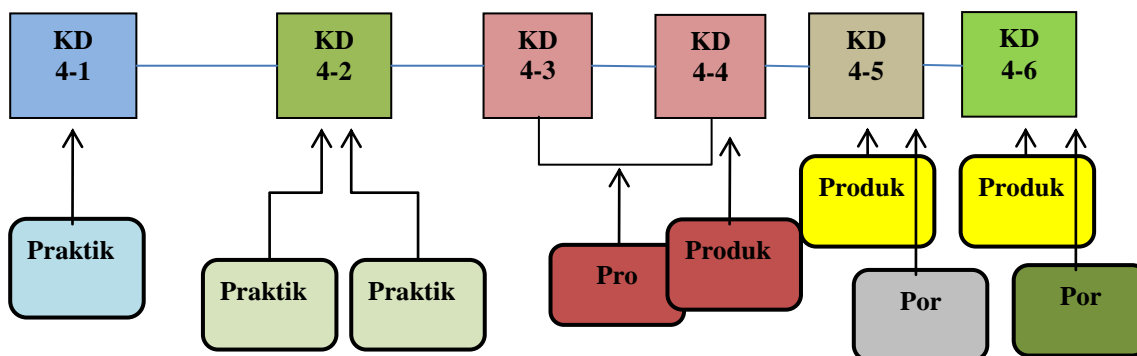 KD
4-1
KD
4-2
KD
4-3
KD
4-4
KD
4-5
KD
4-6
Praktik
Praktik
Praktik
Pro
Produk
Produk
Produk
Por
Por